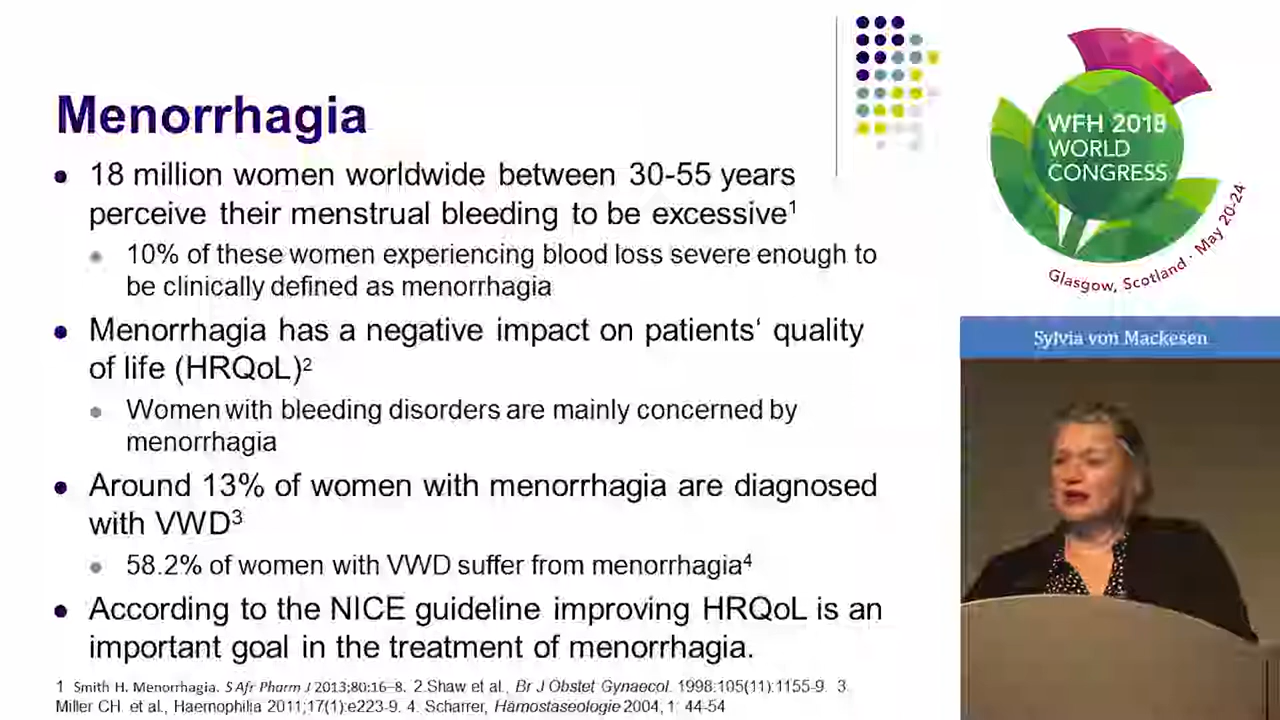 Menorrhagia
18 million women worldwide between 30-55 years
perceive their menstrual bleeding to be excessive1
10% of these women experiencing blood loss severe enough to
be clinically defined as menorrhagia
Menorrhagia has a negative impact on patients‘ quality
of life (HRQoL)2
Women with bleeding disorders are mainly concerned by
menorrhagia
Around 13% of women with menorrhagia are diagnosed
with VWD3
58.2% of women with VWD suffer from menorrhagia4
According to the NICE guideline improving HRQoL is an
important goal in the treatment of menorrhagia.
1 Smith H. Menorrhagia. S Afr Pharm J 2013;80:16–8. 2.Shaw et al., Br J Obstet Gynaecol. 1998:105(11):1155-9. 3.
Miller CH. et al., Haemophilia 2011;17(1):e223-9. 4. Scharrer, Hämostaseologie 2004, 1: 44-54
WFH 2018
WORLD
CONGRESS
Glasgow, Scotland · May 20-24
Sylvia von Mackesen